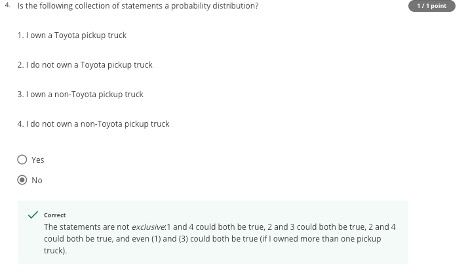 4. Is the following collection of statements a probability distribution?
1 / 1 point
1. I own a Toyota pickup truck
2. I do not own a Toyota pickup truck
3. I own a non-Toyota pickup truck
4. I do not own a non-Toyota pickup truck
Yes
No
Correct
The statements are not exclusive:1 and 4 could both be true, 2 and 3 could both be true, 2 and 4
could both be true, and even (1) and (3) could both be true (if I owned more than one pickup
truck).